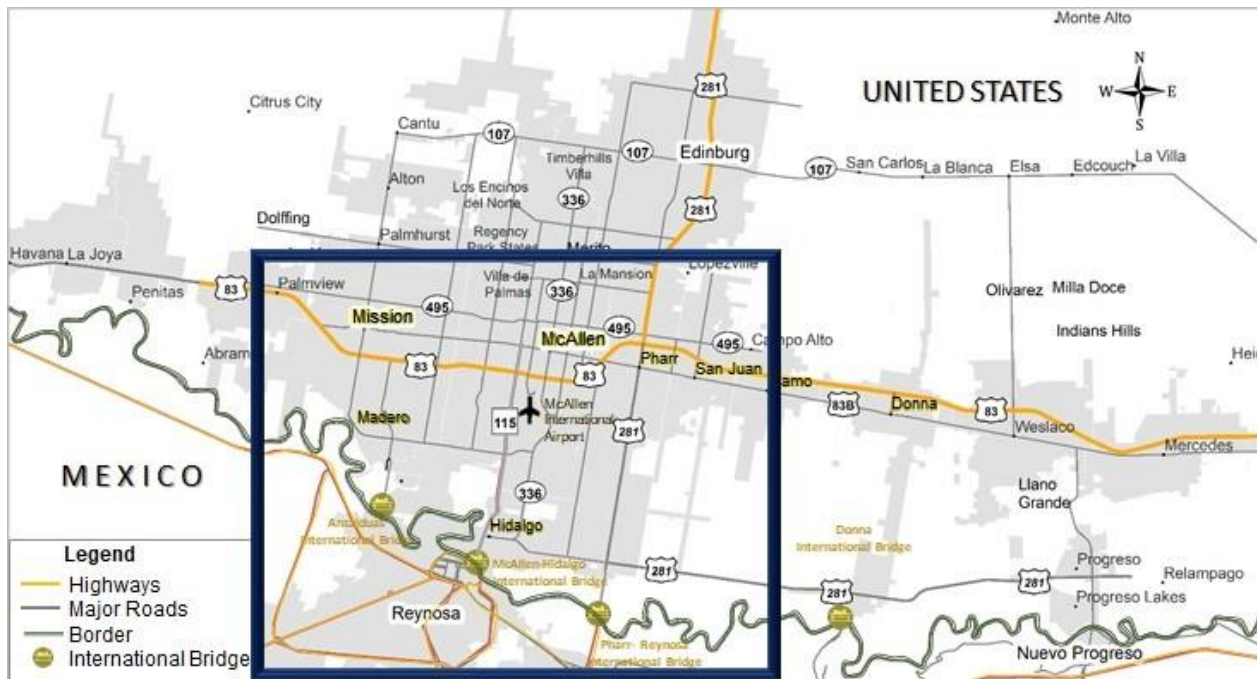 Monte Alto
N
W E
S
UNITED STATES
281
Citrus City
Cantu
107
Timberhills
Villa
107
Edinburg
107
San Carlos
La Blanca
Elsa
Edcouch
La Villa
Alton
Los Encinos
del Norte
336
281
Dolffing
Palmhurst
Regency
Havana
La Joya
Villa de
Palmas
La Mansion
Lopezville
Penitas
83
Palmview
336
495
Olivarez
Milla Doce
Mission
495
McAllen
495
Campo Alto
Indians Hills
Abram
83
83
Pharr
San Juan
83B
Donna
83
Weslaco
Mercedes
Madero
115
McAllen
International
Airport
281
MEXICO
336
Llano
Grande
Hidalgo
Anzalduas
International Bridge
McAllen-Hidalgo
International Bridge
Donna
International Bridge
281
281
281
Progreso
Relampago
Progreso Lakes
Reynosa
Pharr- Reynosa
International Bridge
Nuevo Progreso
Legend
Highways
Major Roads
Border
International Bridge